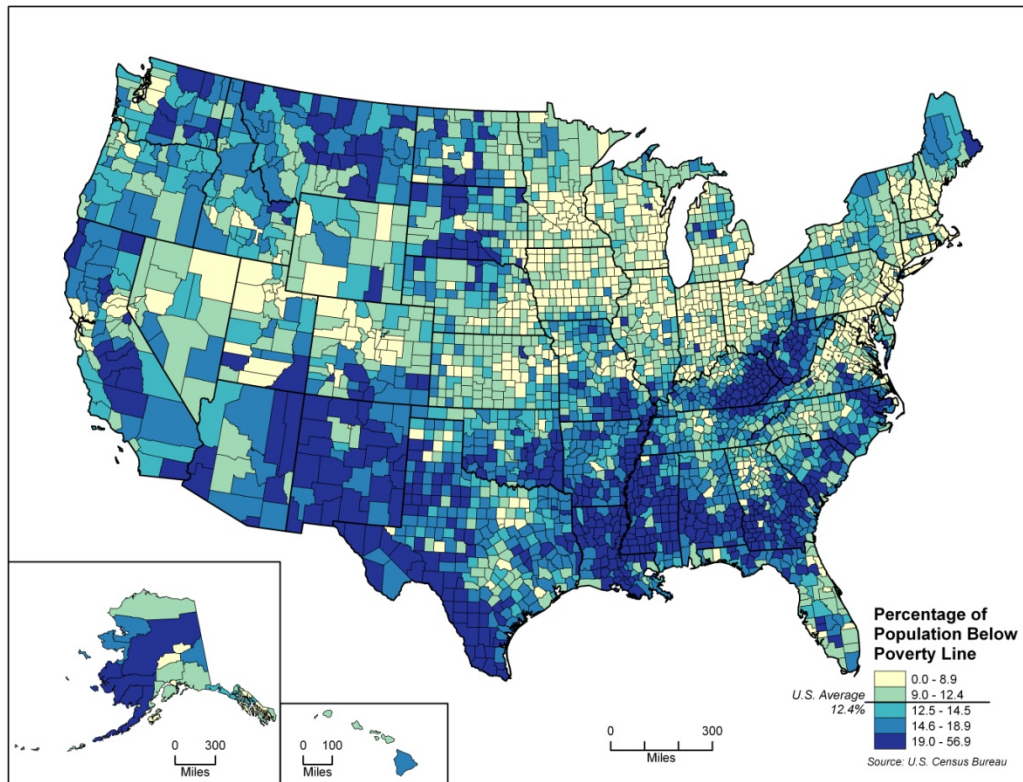 Percentage of
Population Below
Poverty Line
U.S. Average
12.4%
0.0 - 8.9
9.0 - 12.4
12.5 - 14.5
14.6 - 18.9
19.0 - 56.9
Source: U.S. Census Bureau
0 300
Miles
0 100
Miles
0 300
Miles